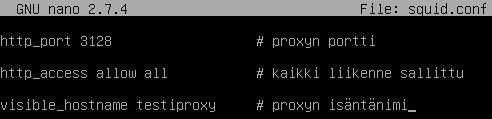 GNU nano 2.7.4 File: squid.conf
http_port 3128 # proxyn portti
http_access allow all # kaikki liikenne sallittu
visible_hostname testiproxy # proxyn isäntänimi